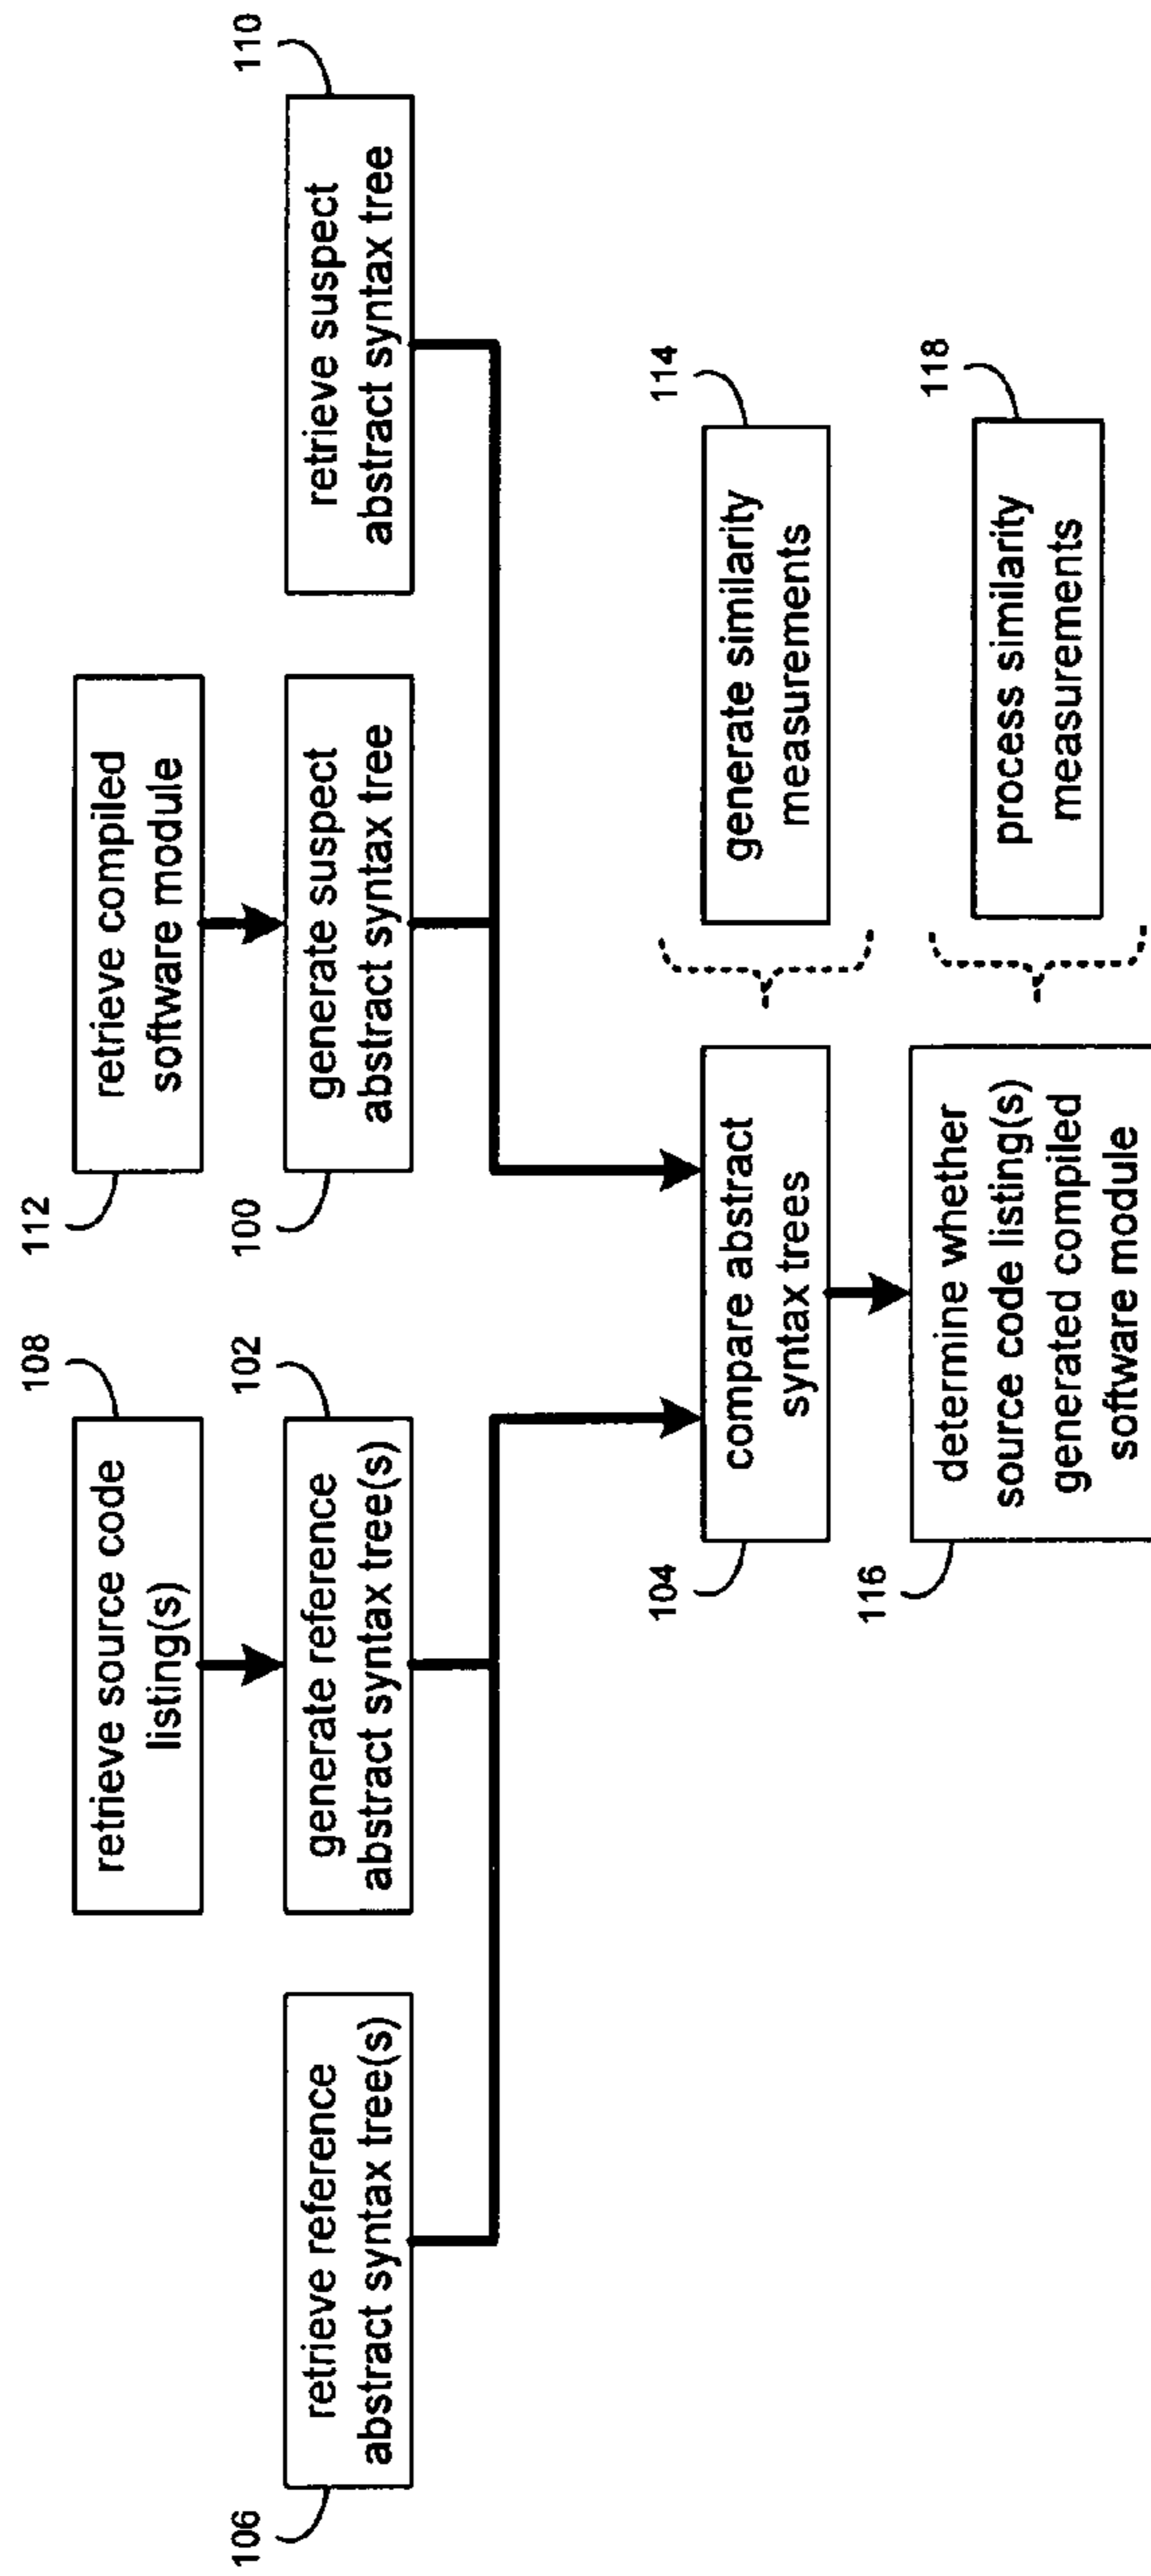 108
retrieve source code
listing(s)
112
retrieve compiled
software module
106
retrieve reference
abstract syntax tree(s)
102
generate reference
abstract syntax tree(s)
100
generate suspect
abstract syntax tree
110
retrieve suspect
abstract syntax tree
104
compare abstract
syntax trees
114
generate similarity
measurements
116
determine whether
source code listing(s)
generated compiled
software module
118
process similarity
measurements